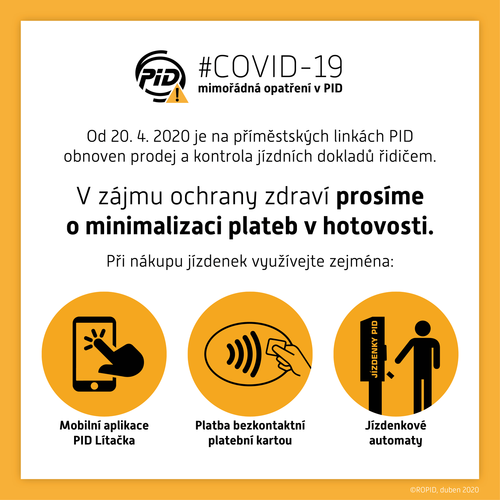 PID
#COVID-19
mimořádná opatření v PID
Od 20. 4. 2020 je na příměstských linkách PID
obnoven prodej a kontrola jízdních dokladů řidičem.
V zájmu ochrany zdraví prosíme
o minimalizaci plateb v hotovosti.
Při nákupu jízdenek využívejte zejména:
JÍZDENKY PID
Mobilní aplikace
PID Lítačka
Platba bezkontaktní
platební kartou
Jízdenkové
automaty
©ROPID, duben 2020